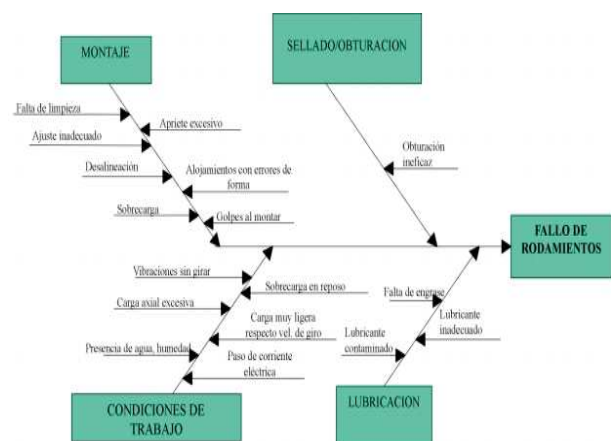 MONTAJE
SELLADO/OBTURACION
Falta de limpieza
Apriete excesivo
Ajuste inadecuado
Obturación
ineficaz
Desalineación
Alojamientos con errores de
forma
Sobrecarga
Golpes al montar
FALLO DE
RODAMIENTOS
Vibraciones sin girar
Sobrecarga en reposo
Falta de engrase
Carga axial excesiva
Carga muy ligera
respecto vel. de giro
Lubricante
inadecuado
Presencia de agua, humedad
Lubricante
contaminado
Paso de corriente
eléctrica
CONDICIONES DE
TRABAJO
LUBRICACION